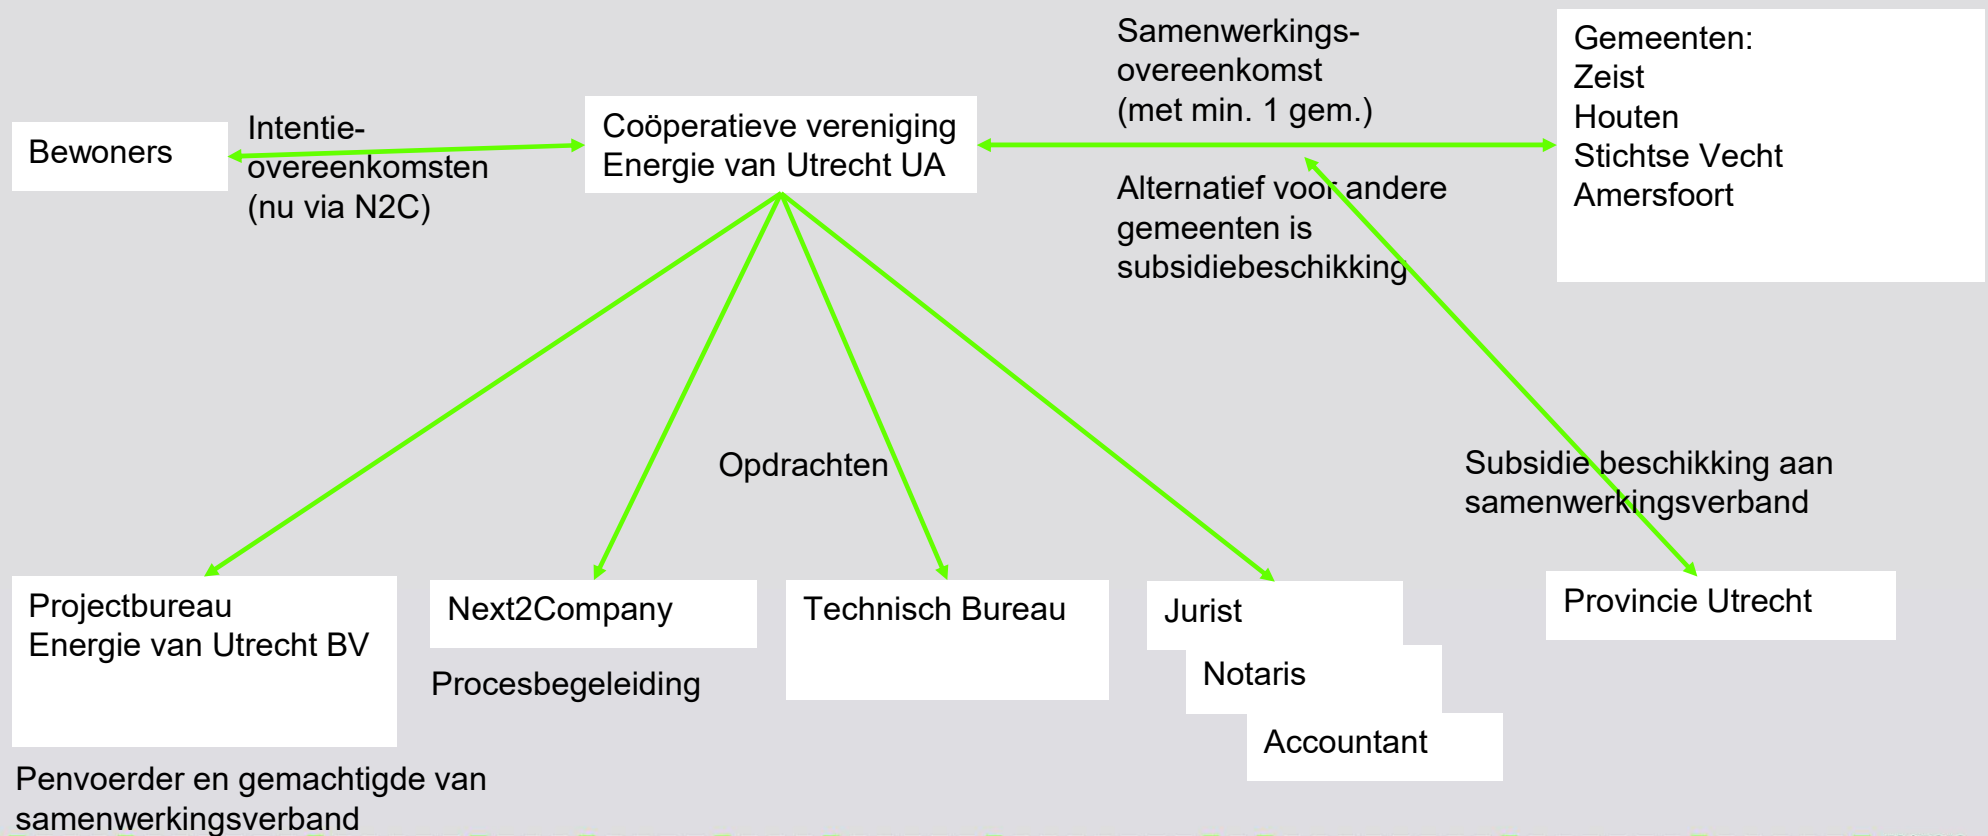 Bewoners
Intentie-
overeenkomsten
(nu via N2C)
Coöperatieve vereniging
Energie van Utrecht UA
Samenwerkings-
overeenkomst
(met min. 1 gem.)
Alternatief voor andere
gemeenten is
subsidiebeschikking
Gemeenten:
Zeist
Houten
Stichtse Vecht
Amersfoort
Opdrachten
Subsidie beschikking aan
samenwerkingsverband
Projectbureau
Energie van Utrecht BV
Penvoerder en gemachtigde van
samenwerkingsverband
Next2Company
Procesbegeleiding
Technisch Bureau
Jurist
Notaris
Accountant
Provincie Utrecht